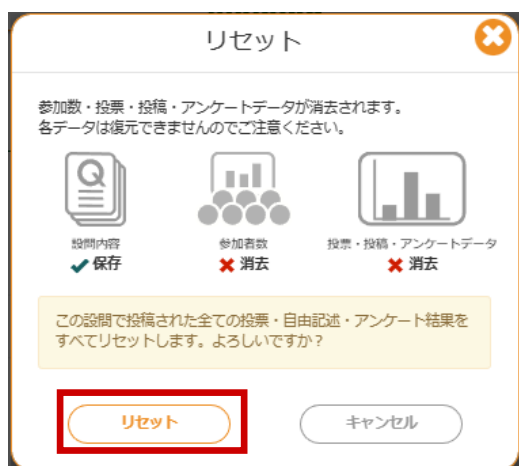 リセット
参加数・投票・投稿・アンケートデータが消去されます。
各データは復元できませんのでご注意ください。
Q
設問内容
保存
参加者数
消去
投票・投稿・アンケートデータ
消去
この設問で投稿された全ての投票・自由記述・アンケート結果を
すべてリセットします。よろしいですか？
リセット
キャンセル